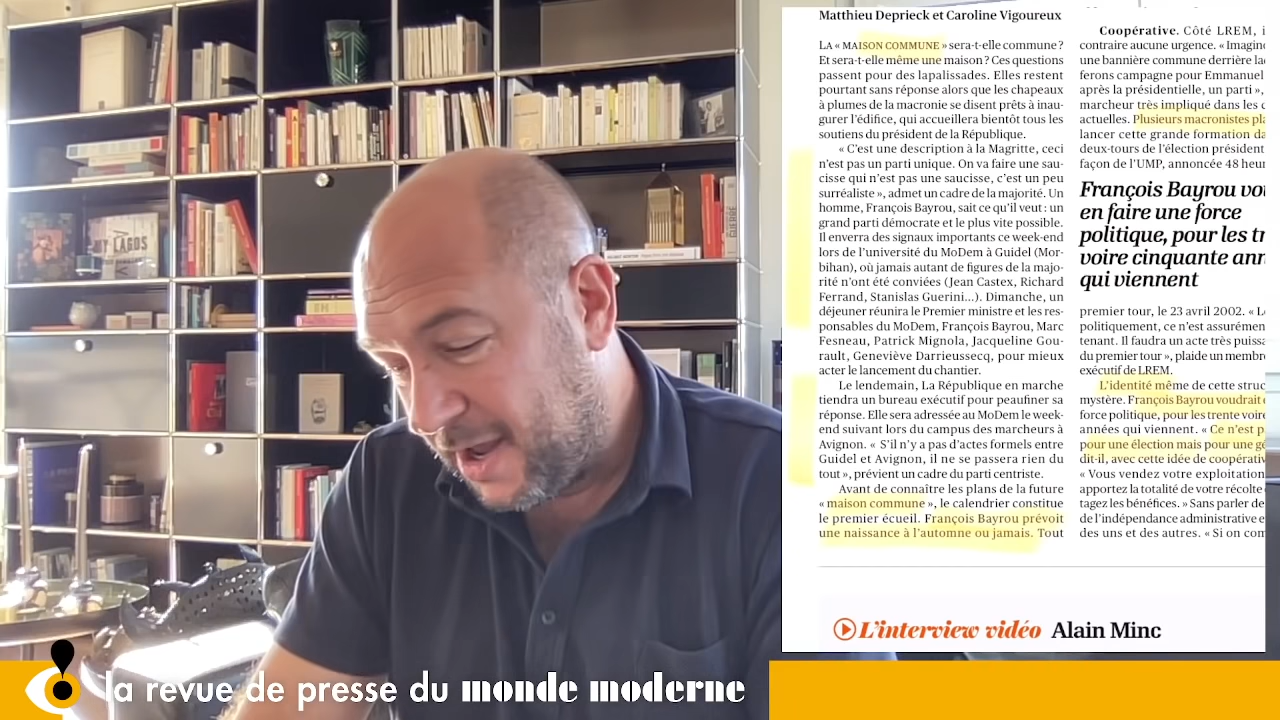 Matthieu Deprieck et Caroline Vigoureux
LA « MAISON COMMUNE » sera-t-elle commune ?
Et sera-t-elle même une maison ? Ces questions
passent pour des lapalissades. Elles restent
pourtant sans réponse alors que les chapeaux
à plumes de la macronie se disent prêts à inau-
gurer l'édifice, qui accueillera bientôt tous les
soutiens du président de la République.
« C'est une description à la Magritte, ceci
n'est pas un parti unique. On va faire une sau-
cisse qui n'est pas une saucisse, c'est un peu
surréaliste », admet un cadre de la majorité. Un
homme, François Bayrou, sait ce qu'il veut : un
grand parti démocrate et le plus vite possible.
Il enverra des signaux importants ce week-end
lors de l'université du MoDem à Guidel (Mor-
bihan), où jamais autant de figures de la majo-
rité n'ont été conviées (Jean Castex, Richard
Ferrand, Stanislas Guerini...). Dimanche, un
déjeuner réunira le Premier ministre et les res-
ponsables du MoDem, François Bayrou, Marc
Fesneau, Patrick Mignola, Jacqueline Gou-
rault, Geneviève Darrieussecq, pour mieux
acter le lancement du chantier.
Le lendemain, La République en marche
tiendra un bureau exécutif pour peaufiner sa
réponse. Elle sera adressée au MoDem le week-
end suivant lors du campus des marcheurs à
Avignon. « S'il n'y a pas d'actes formels entre
Guidel et Avignon, il ne se passera rien du
tout », prévient un cadre du parti centriste.
Avant de connaître les plans de la future
« maison commune », le calendrier constitue
le premier écueil. François Bayrou prévoit
une naissance à l'automne ou jamais. Tout
Coopérative. Côté LREM, i
contraire aucune urgence. « Imagin
une bannière commune derrière la
ferons campagne pour Emmanuel
après la présidentielle, un parti »,
marcheur très impliqué dans les
actuelles. Plusieurs macronistes pla
lancer cette grande formation da
deux-tours de l'élection président
façon de l'UMP, annoncée 48 heu
François Bayrou vou
en faire une force
politique, pour les tr
voire cinquante ann
qui viennent
premier tour, le 23 avril 2002. « L
politiquement, ce n'est assurémen
tenant. Il faudra un acte très puissa
du premier tour », plaide un membr
exécutif de LREM.
L'identité même de cette struc
mystère. François Bayrou voudrait
force politique, pour les trente voire
années qui viennent. « Ce n'est p
pour une élection mais pour une gé
dit-il, avec cette idée de coopérativ
« Vous vendez votre exploitation
apportez la totalité de votre récolte
tagez les bénéfices. » Sans parler de
de l'indépendance administrative e
des uns et des autres. « Si on com
L'interview vidéo Alain Minc
MY LAGOS
la revue de presse du monde moderne